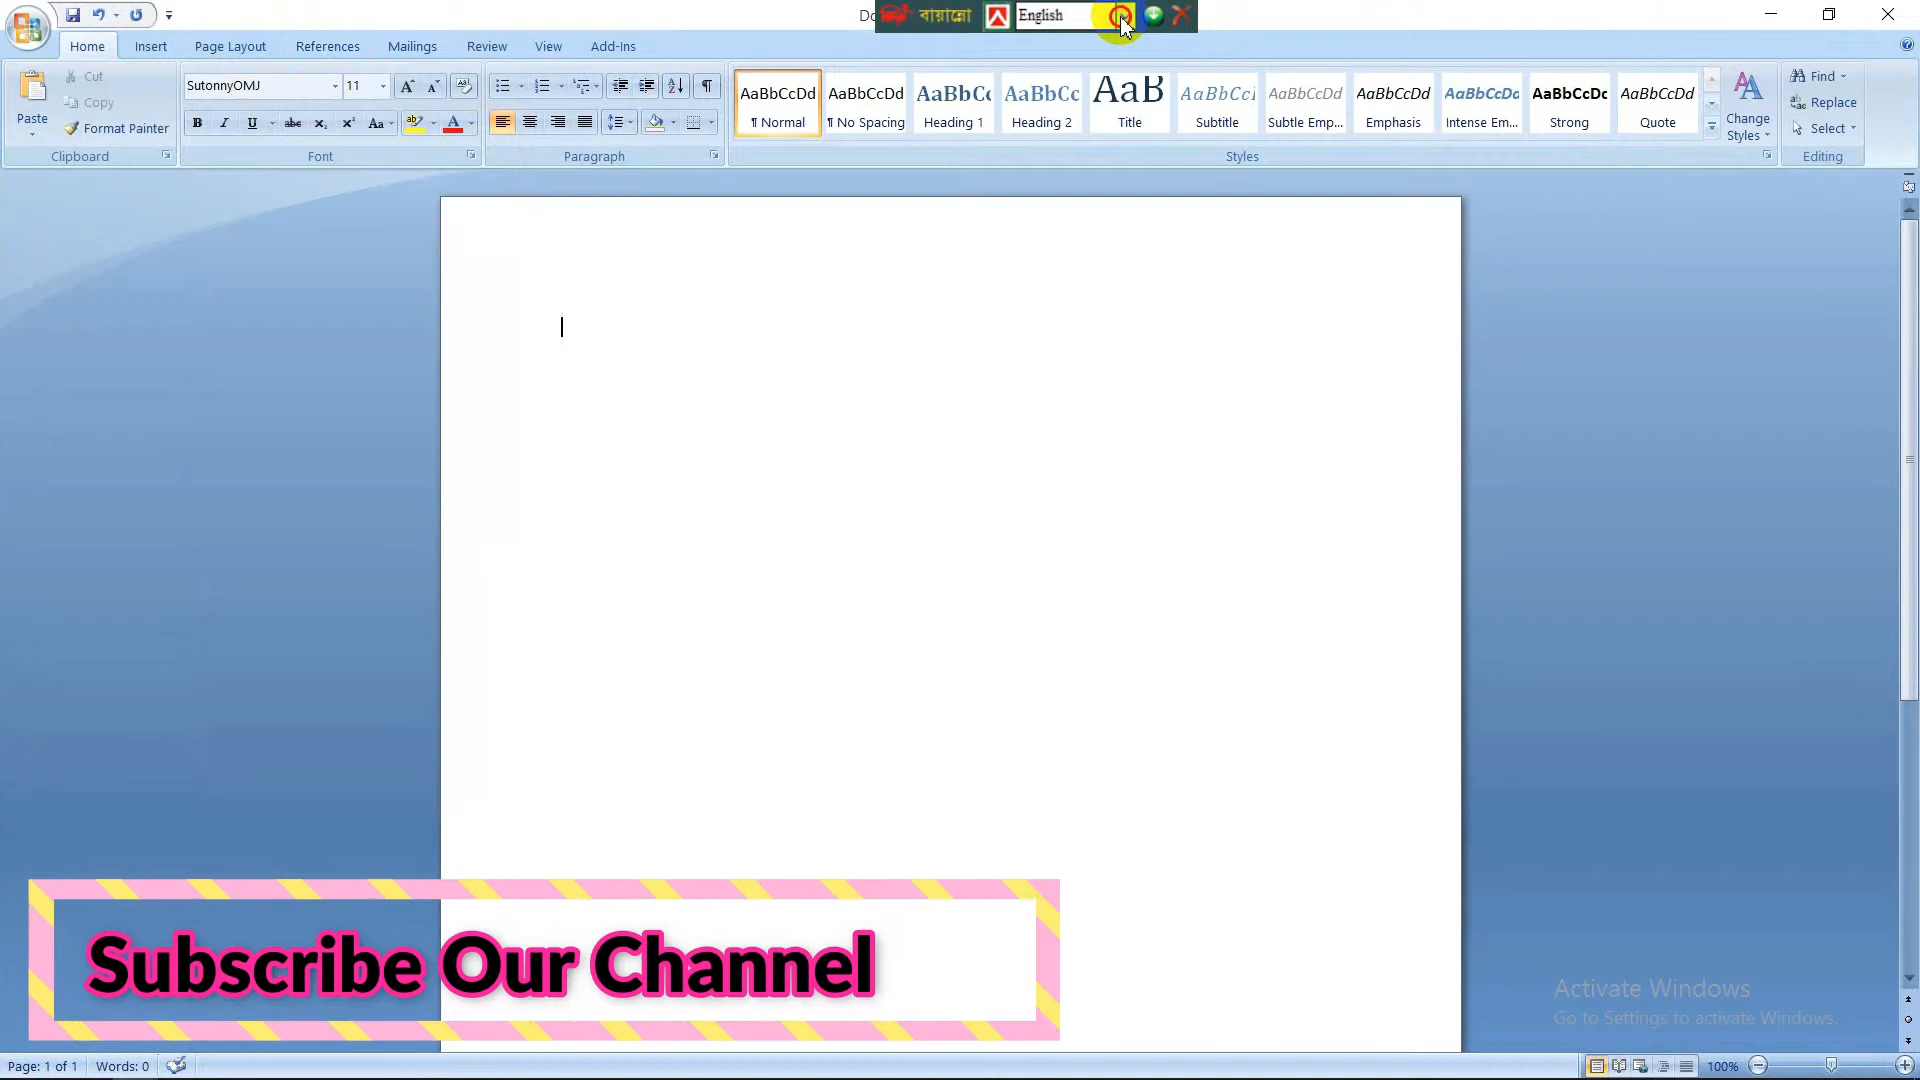 বায়ান্নো
English
Home Insert Page Layout References Mailings Review View Add-Ins
Paste
Cut
Copy
Format Painter
Clipboard
SutonnyOMJ 11
Font
Paragraph
AaBbCcDd
¶ Normal
AaBbCcDd
¶ No Spacing
AaBbCc
Heading 1
AaBbCc
Heading 2
AaB
Title
AaBbCcI
Subtitle
AaBbCcDd
Subtle Emp...
AaBbCcDd
Emphasis
AaBbCcDd
Intense Em...
AaBbCcDc
Strong
AaBbCcDd
Quote
Change
Styles
Styles
Find
Replace
Select
Editing
Subscribe Our Channel
Activate Windows
Go to Settings to activate Windows.
Page: 1 of 1 Words: 0
100%